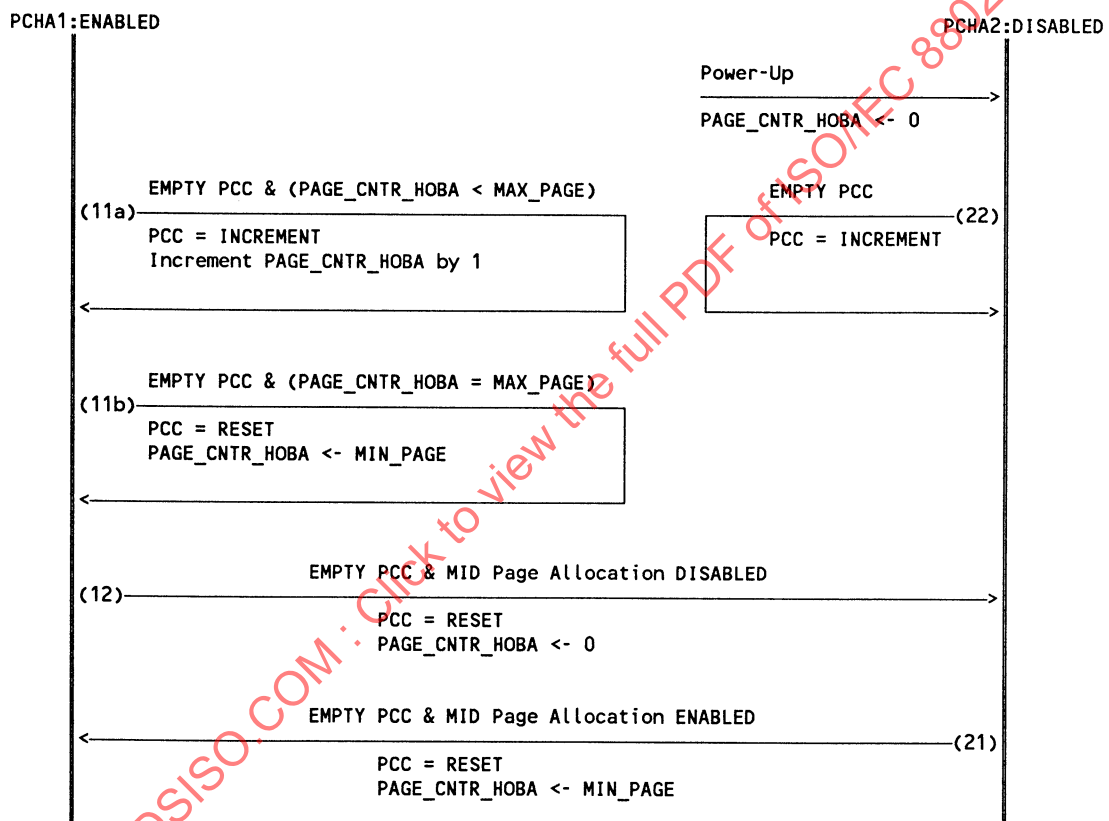 PCHA1:ENABLED
PCHA2:DISABLED
Power-Up
PAGE_CNTR_HOBA <- 0
EMPTY PCC & (PAGE_CNTR_HOBA < MAX_PAGE)
(11a)
PCC = INCREMENT
Increment PAGE_CNTR_HOBA by 1
EMPTY PCC
(22)
PCC = INCREMENT
EMPTY PCC & (PAGE_CNTR_HOBA = MAX_PAGE)
(11b)
PCC = RESET
PAGE_CNTR_HOBA <- MIN_PAGE
EMPTY PCC & MID Page Allocation DISABLED
(12)
PCC = RESET
PAGE_CNTR_HOBA <- 0
EMPTY PCC & MID Page Allocation ENABLED
(21)
PCC = RESET
PAGE_CNTR_HOBA <- MIN_PAGE
OSISO.COM : Click to view the full PDF of ISO/IEC 8802